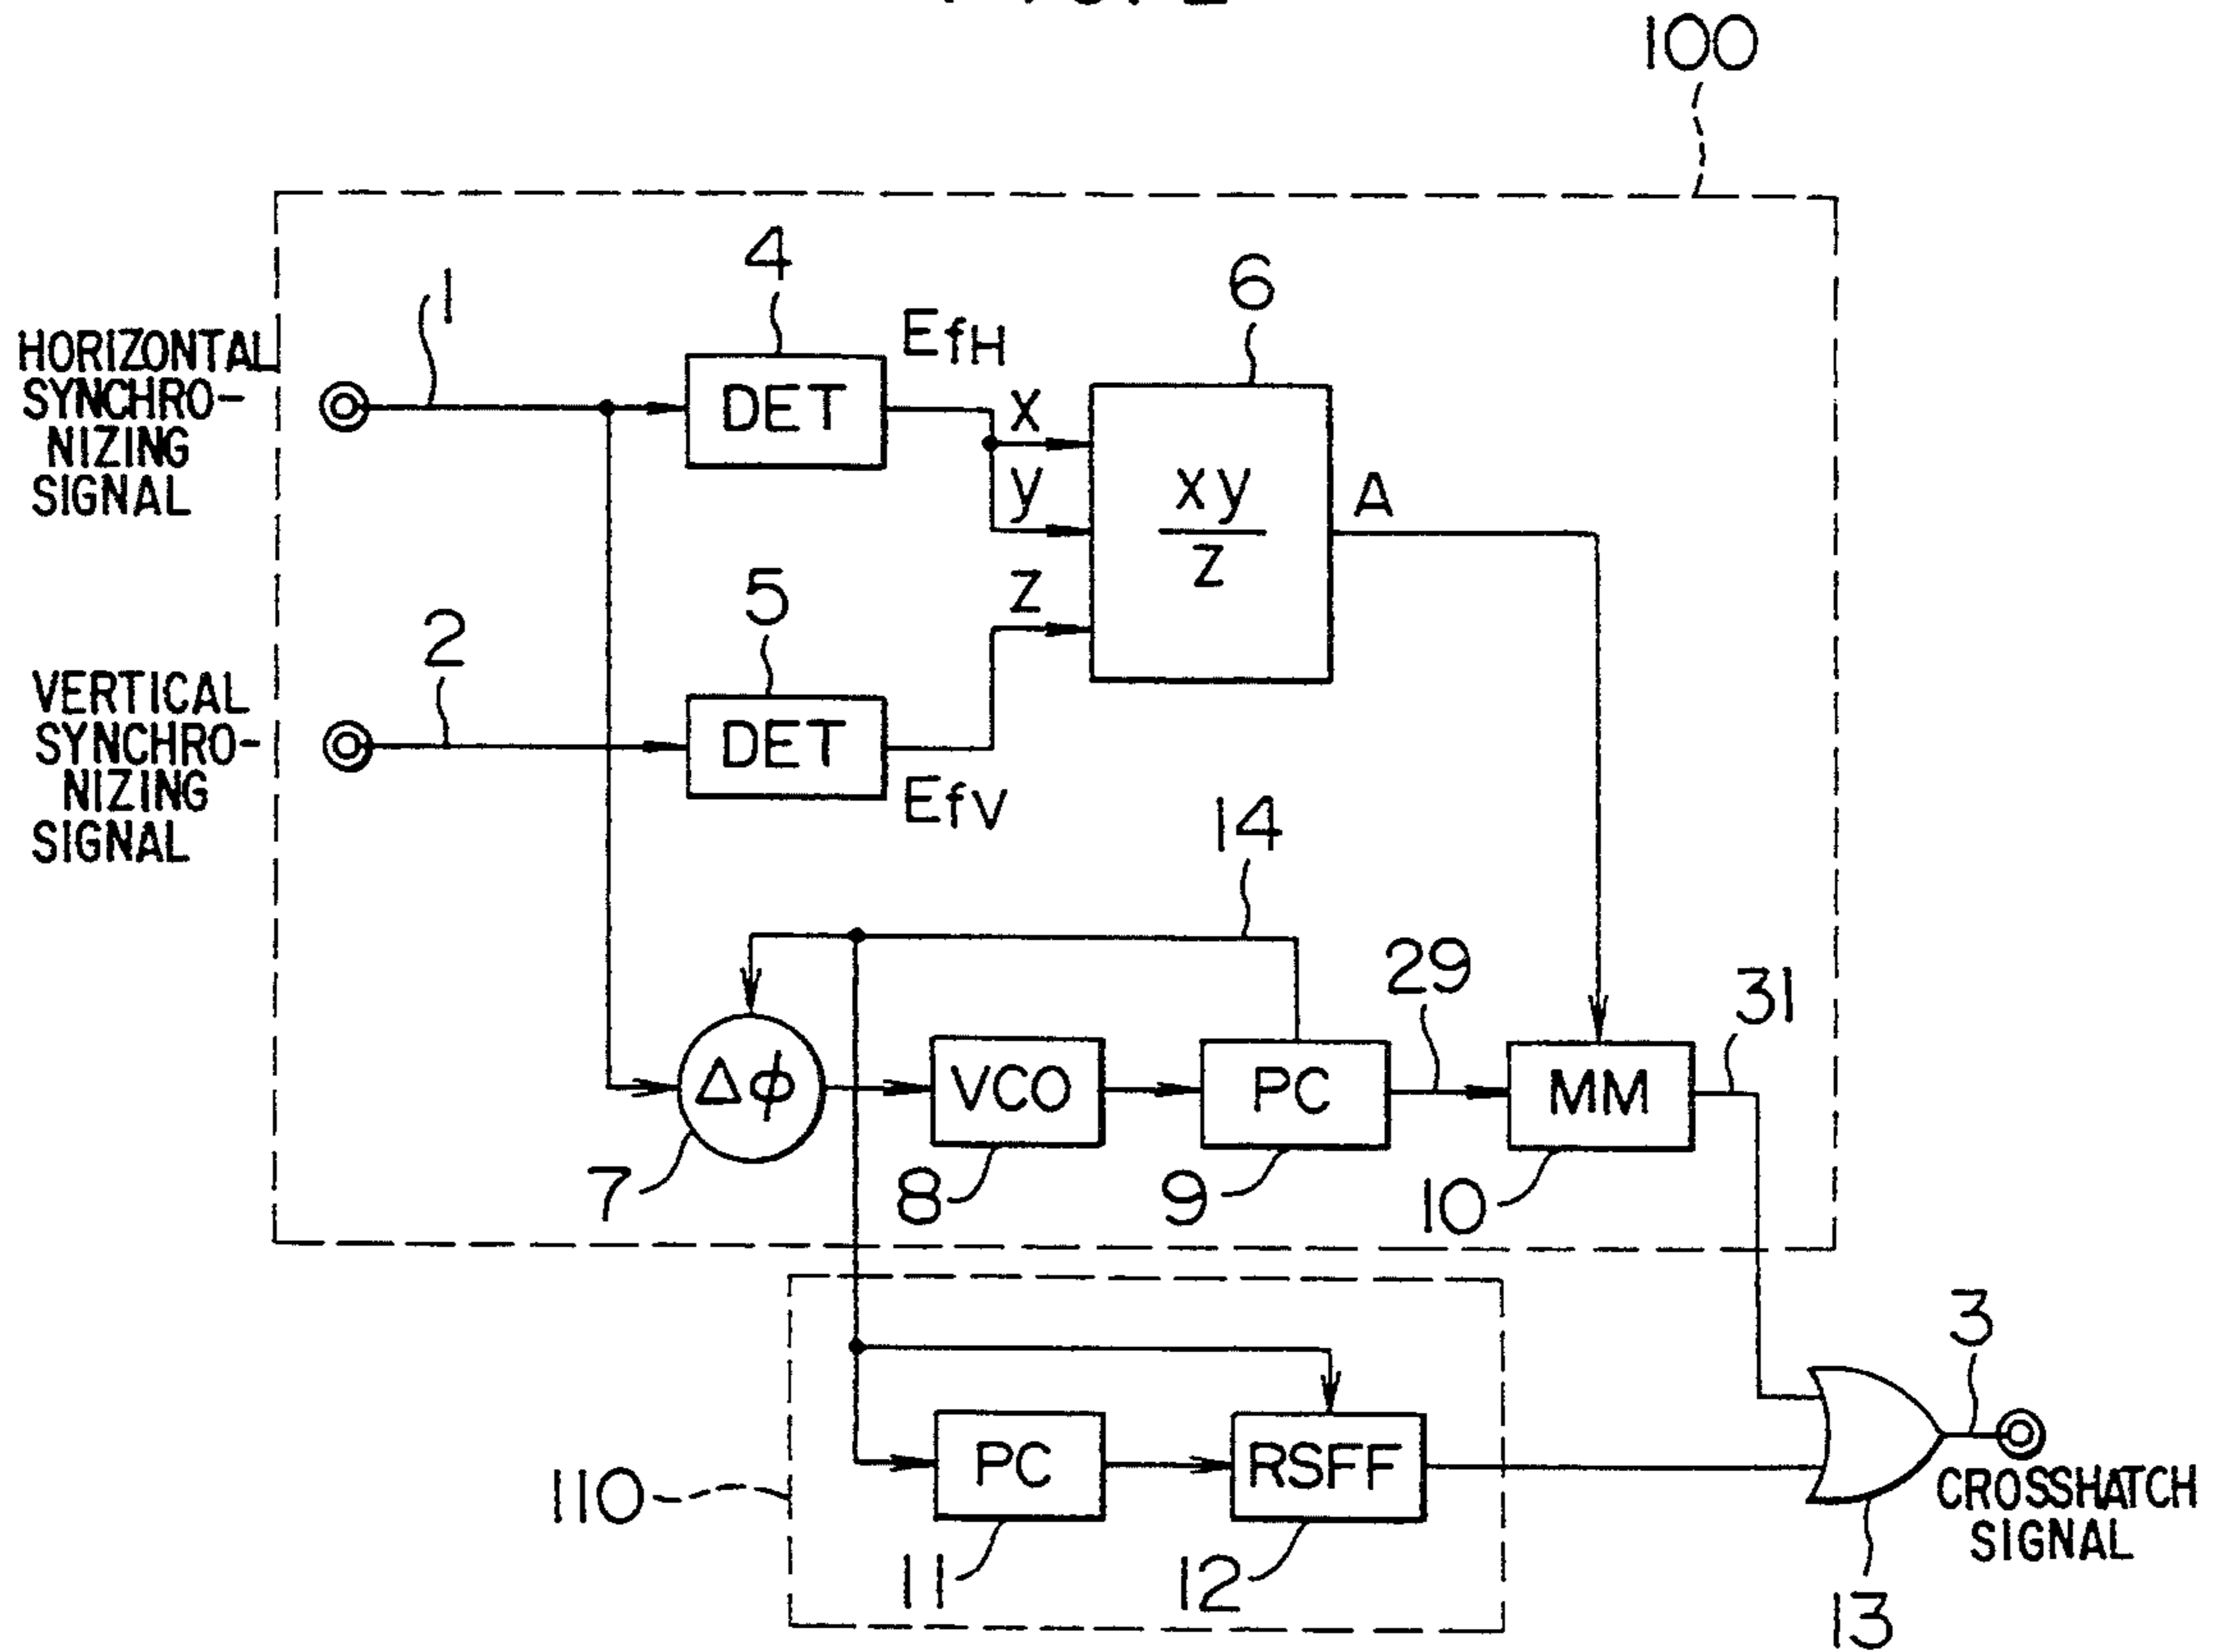 100
HORIZONTAL
SYNCHRO-
NIZING
SIGNAL
1
4
EfH
6
DET
x
y
xy
z
A
z
VERTICAL
SYNCHRO-
NIZING
SIGNAL
2
5
DET
EfV
14
29
31
Δϕ
VCO
PC
MM
7
8
9
10
110
PC
RSFF
11
12
3
CROSSHATCH
SIGNAL
13